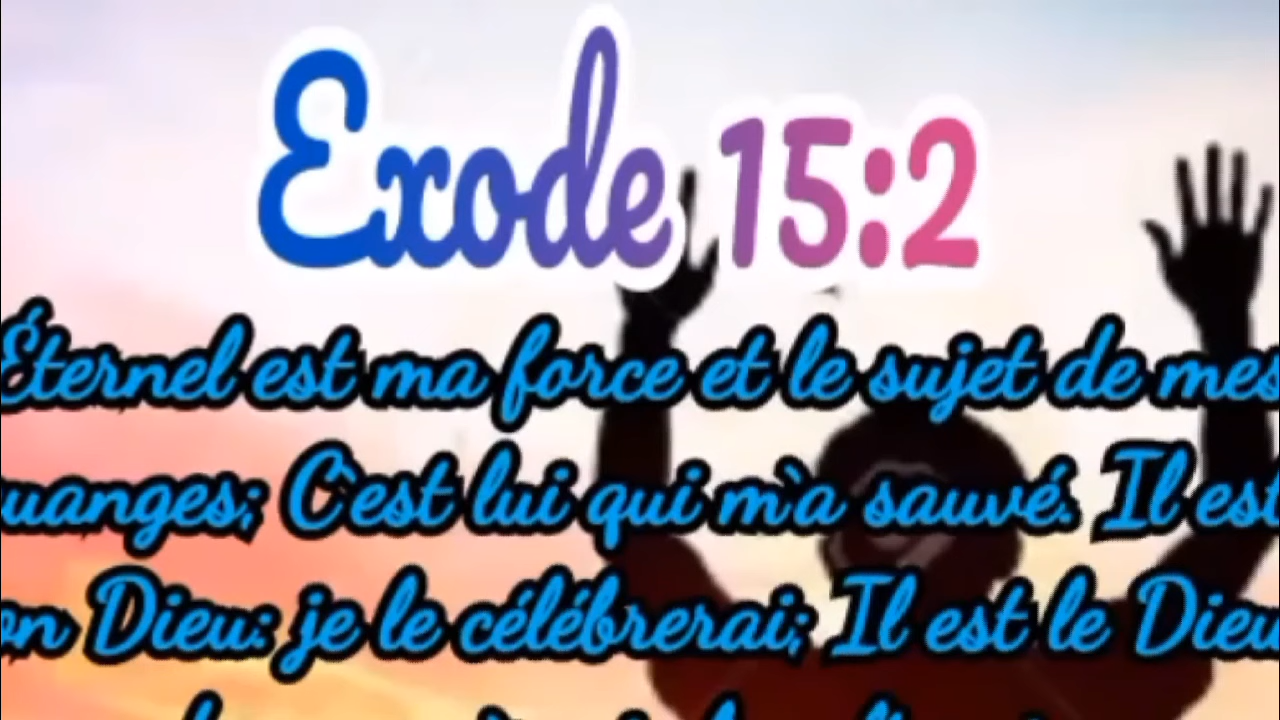 Exode 15:2
Éternel est ma force et le sujet de mes
uanges; C'est lui qui m'a sauvé. Il est
on Dieu: je le célébrerai; Il est le Dieu